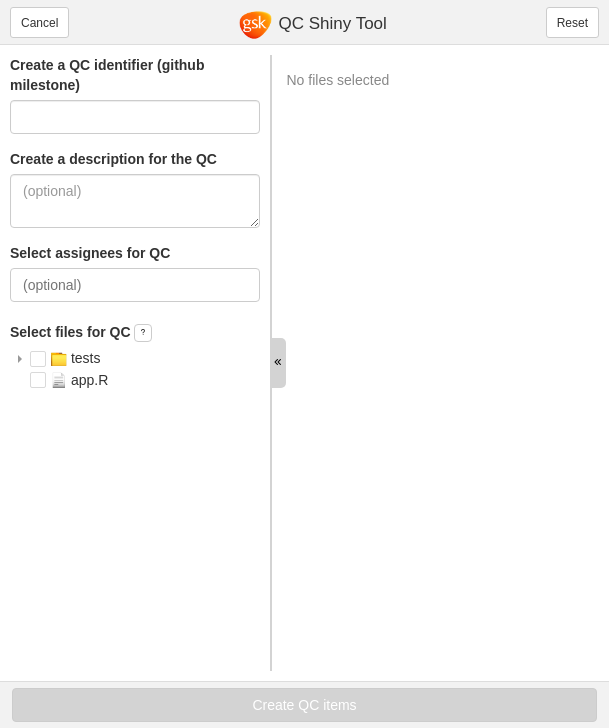 Cancel
gsk
QC Shiny Tool
Reset
Create a QC identifier (github
milestone)
No files selected
Create a description for the QC
(optional)
Select assignees for QC
(optional)
Select files for QC ?
tests
app.R
«
Create QC items